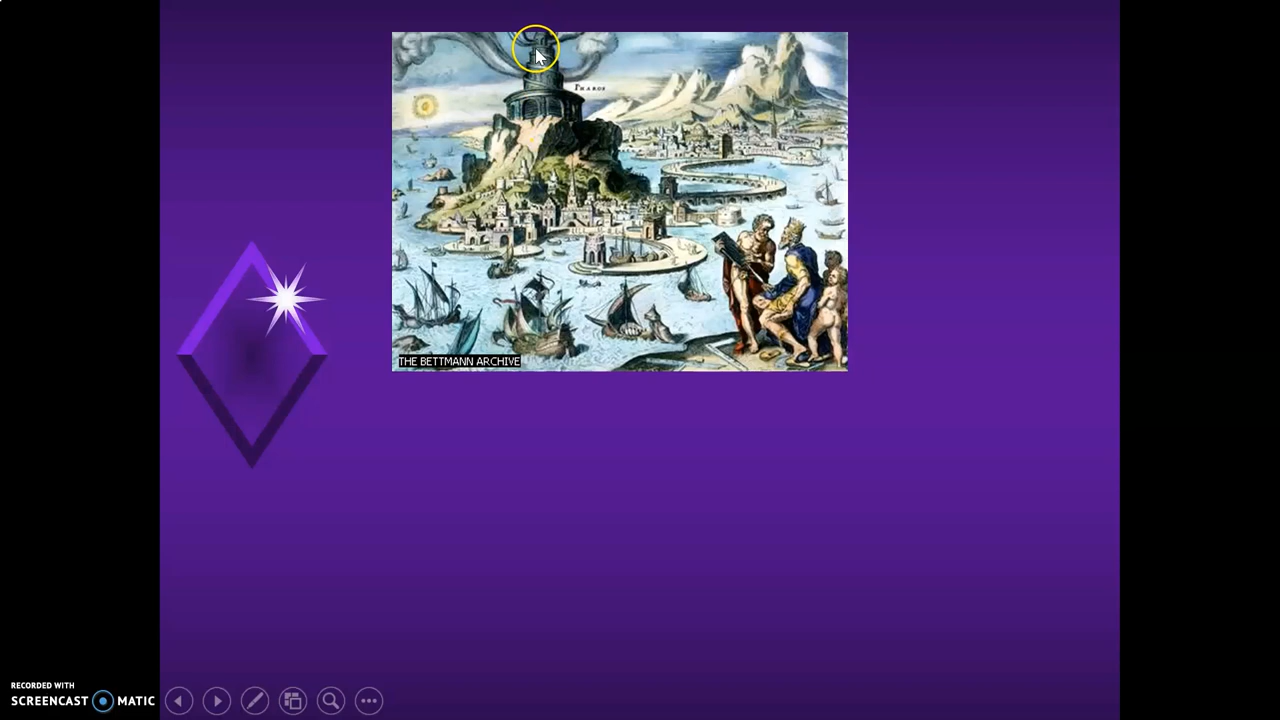 PHAROS
THE BETTMANN ARCHIVE
RECORDED WITH
SCREENCAST MATIC